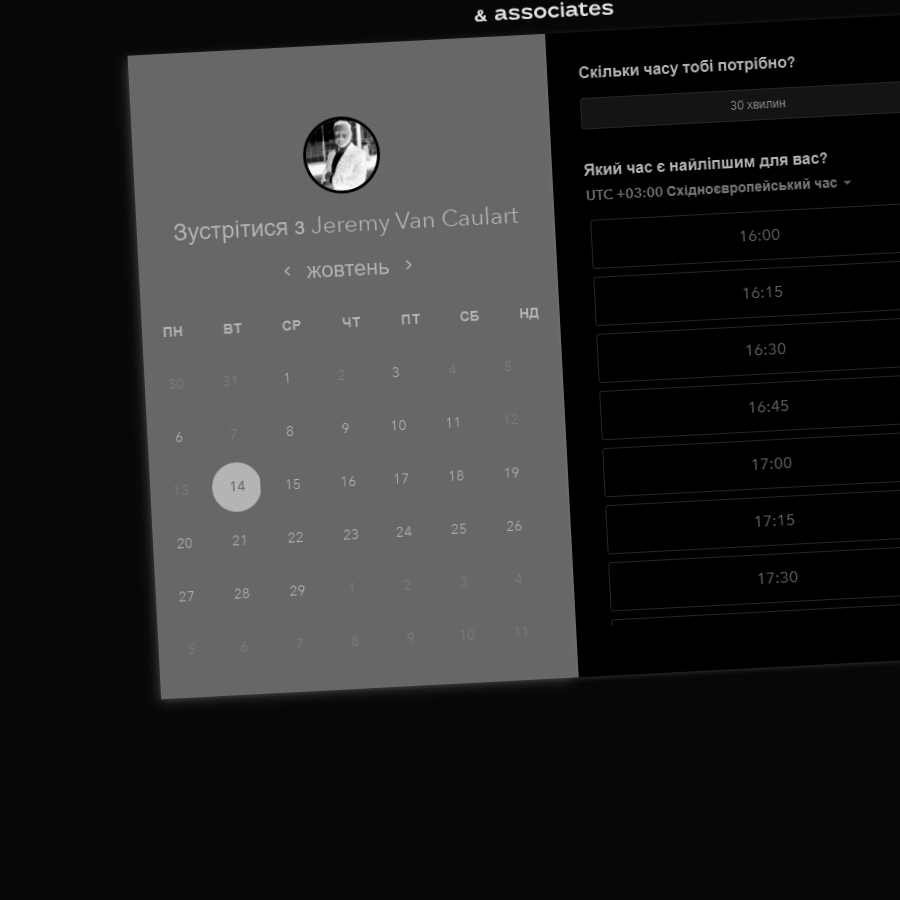 & associates
Зустрітися з Jeremy Van Caulart
жовтень
ПН ВТ СР ЧТ ПТ СБ НД
30 31 1 2 3 4 5
6 7 8 9 10 11 12
13 14 15 16 17 18 19
20 21 22 23 24 25 26
27 28 29 1 2 3 4
5 6 7 8 9 10 11
Скільки часу тобі потрібно?
30 хвилин
Який час є найліпшим для вас?
UTC +03:00 Східноєвропейський час
16:00
16:15
16:30
16:45
17:00
17:15
17:30